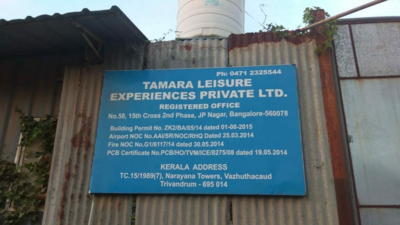 Ph: 0471 2325544
TAMARA LEISURE
EXPERIENCES PRIVATE LTD.
REGISTERED OFFICE
No.58, 15th Cross 2nd Phase, JP Nagar, Bangalore-560078
Building Permit No. ZK2/BA/85/14 dated 01-08-2015
Airport NOC No.AAI/SR/NOC/RHQ Dated 25.03.2014
Fire NOC No.G1/6117/14 dated 30.05.2014
PCB Certificate No.PCB/HO/TVM/ICE/8275/08 dated 19.05.2014
KERALA ADDRESS
TC.15/1989(7), Narayana Towers, Vazhuthacaud
Trivandrum - 695 014